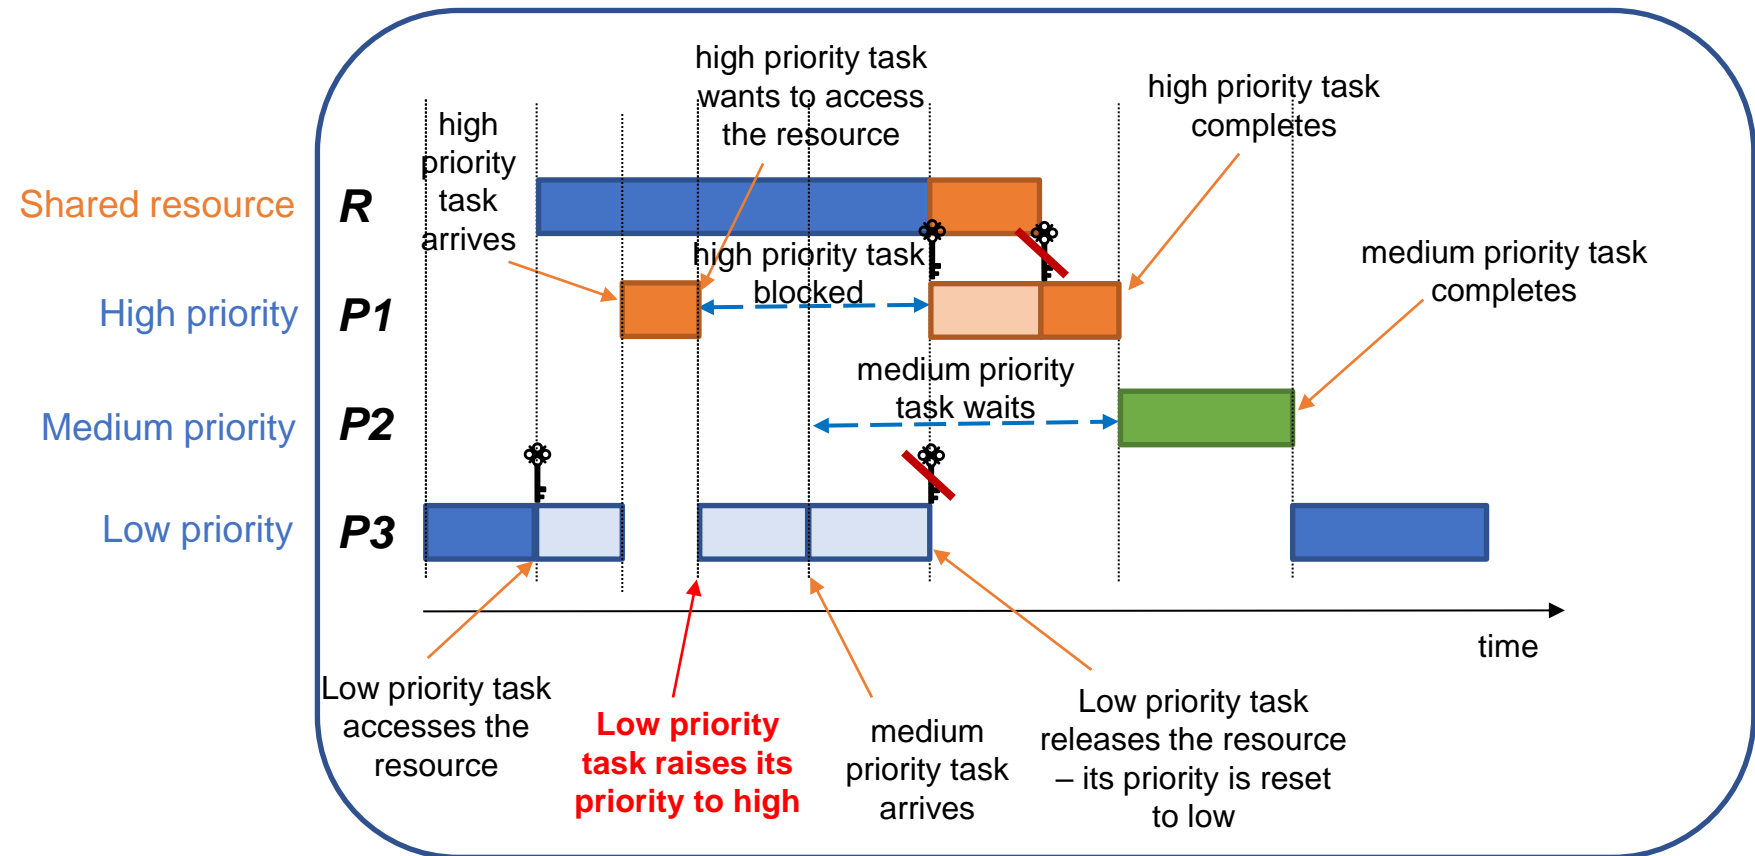 high priority task
wants to access
the resource
high priority task
completes
high
priority
task
arrives
Shared resource
R
high priority task
blocked
medium priority task
completes
High priority
P1
medium priority
task waits
Medium priority
P2
Low priority
P3
time
Low priority task
accesses the
resource
Low priority
task raises its
priority to high
medium
priority task
arrives
Low priority task
releases the resource
– its priority is reset
to low